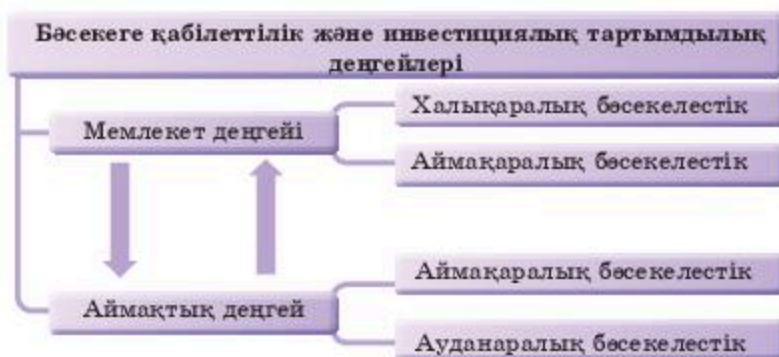 Бәсекеге қабілеттілік және инвестициялық тартымдылық
деңгейлері
Мемлекет деңгейі
Халықаралық бәсекелестік
Аймақаралық бәсекелестік
Аймақтық деңгей
Аймақаралық бәсекелестік
Ауданаралық бәсекелестік